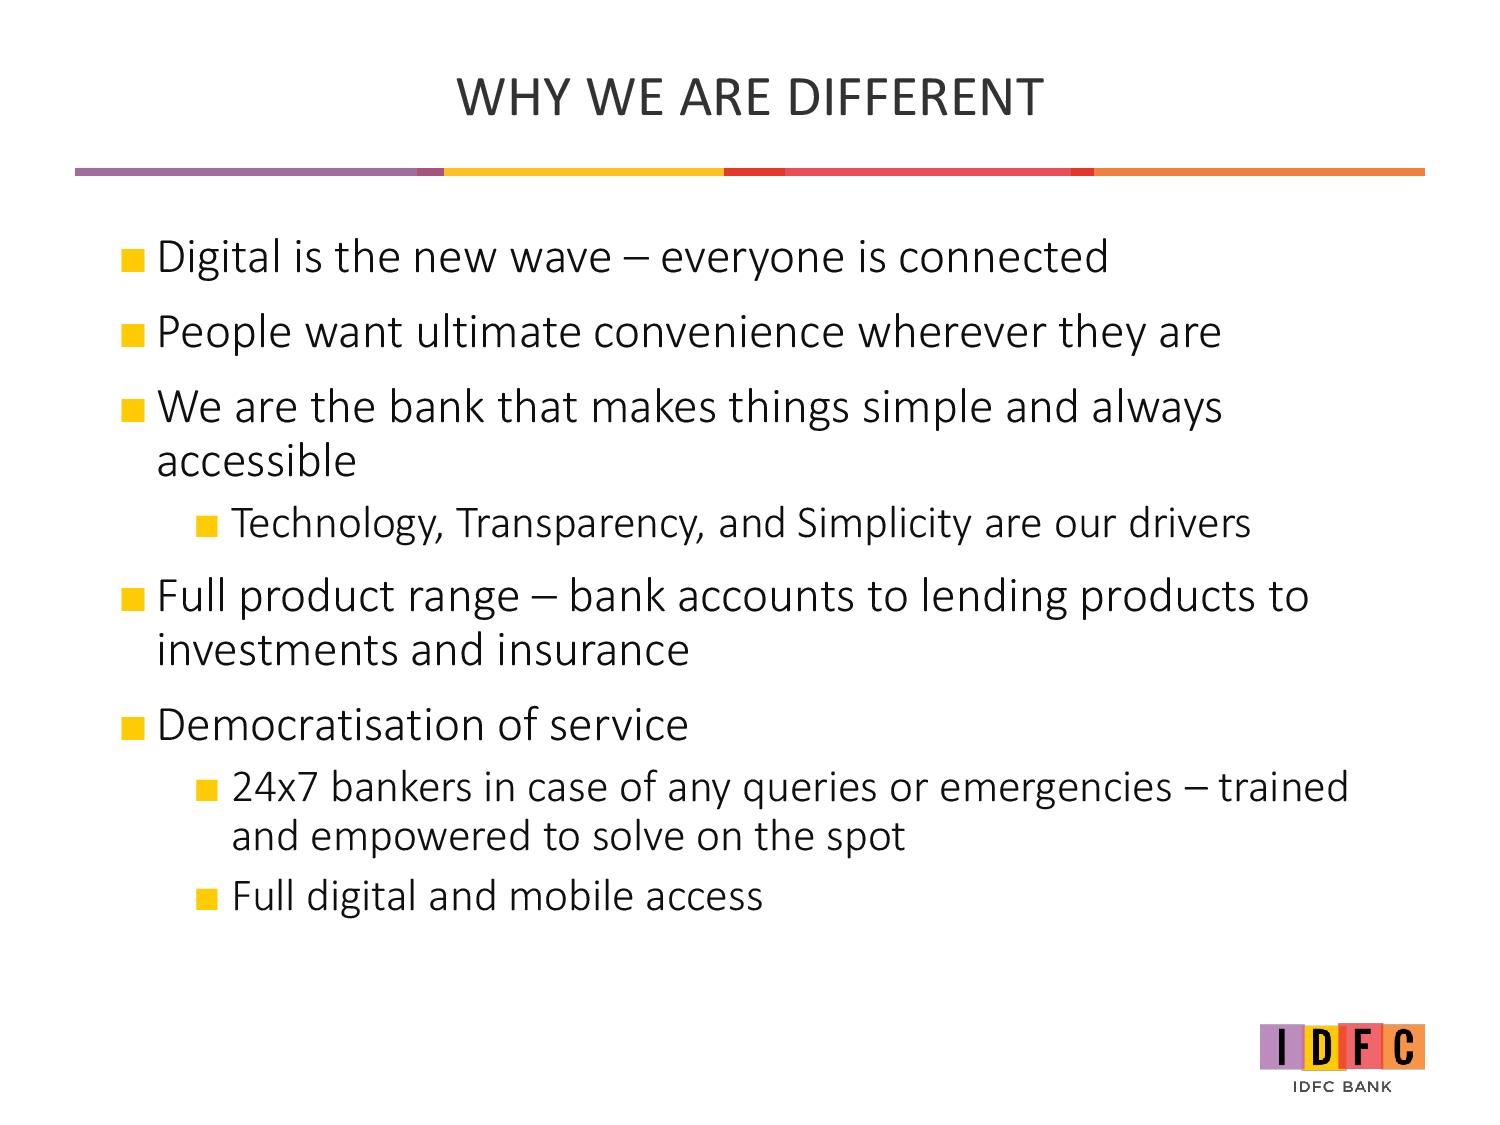 WHY WE ARE DIFFERENT
Digital is the new wave – everyone is connected
People want ultimate convenience wherever they are
We are the bank that makes things simple and always
accessible
Technology, Transparency, and Simplicity are our drivers
Full product range – bank accounts to lending products to
investments and insurance
Democratisation of service
24x7 bankers in case of any queries or emergencies – trained
and empowered to solve on the spot
Full digital and mobile access
IDFC
IDFC BANK